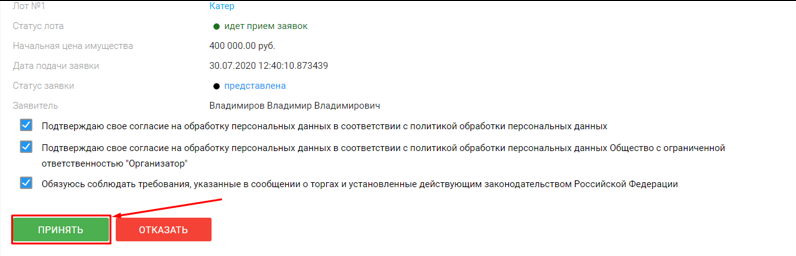 Лот №1 Катер
Статус лота идет прием заявок
Начальная цена имущества 400 000.00 руб.
Дата подачи заявки 30.07.2020 12:40:10.873439
Статус заявки представлена
Заявитель Владимиров Владимир Владимирович
Подтверждаю свое согласие на обработку персональных данных в соответствии с политикой обработки персональных данных
Подтверждаю свое согласие на обработку персональных данных в соответствии с политикой обработки персональных данных Общество с ограниченной
ответственностью "Организатор"
Обязуюсь соблюдать требования, указанные в сообщении о торгах и установленные действующим законодательством Российской Федерации
ПРИНЯТЬ ОТКАЗАТЬ